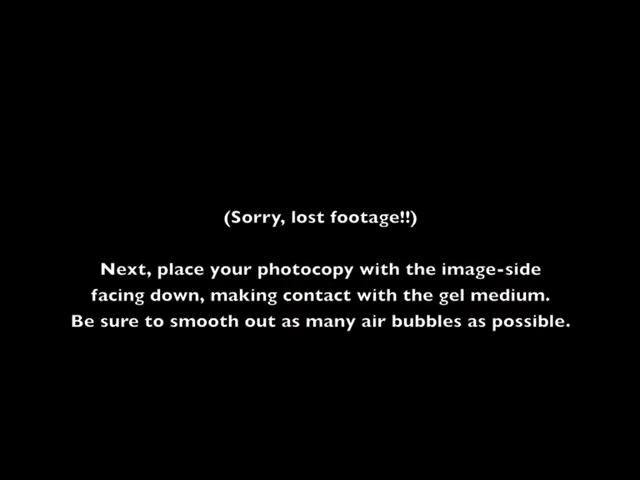 (Sorry, lost footage!!)
Next, place your photocopy with the image-side
facing down, making contact with the gel medium.
Be sure to smooth out as many air bubbles as possible.